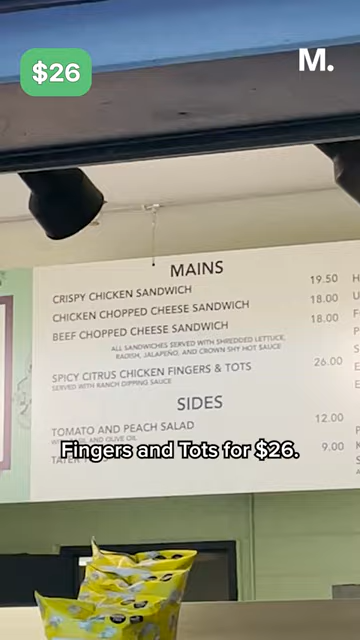 $26
M.
MAINS
CRISPY CHICKEN SANDWICH 19.50
CHICKEN CHOPPED CHEESE SANDWICH 18.00
BEEF CHOPPED CHEESE SANDWICH 18.00
ALL SANDWICHES SERVED WITH SHREDDED LETTUCE,
RADISH, JALAPEÑO, AND CROWN SHY HOT SAUCE
SPICY CITRUS CHICKEN FINGERS & TOTS 26.00
SERVED WITH RANCH DIPPING SAUCE
SIDES
TOMATO AND PEACH SALAD 12.00
AND OLIVE OIL
Fingers and Tots for $26.
9.00